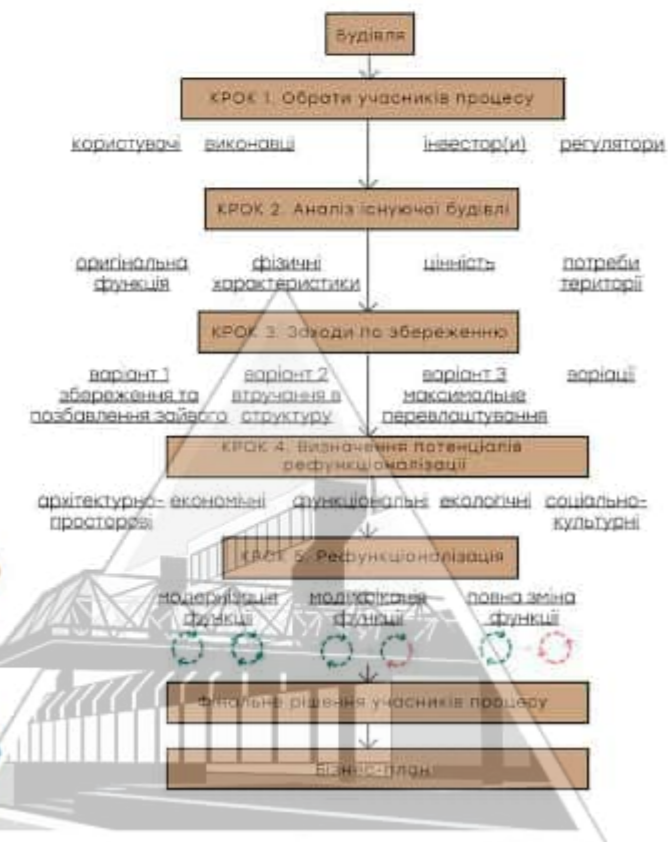 Будівля
КРОК 1. Обрати учасників процесу
користувачі виконавці інвестор(и) регулятори
КРОК 2. Аналіз існуючої будівлі
оригінальна фізичні цінність потреби
функція характеристики території
КРОК 3. Заходи по збереженню
варіант 1 варіант 2 варіант 3 варіації
збереження та втручання в максимальне
позбавлення зайвого структуру перевлаштування
КРОК 4. Визначення потенціалів
рефункціоналізації
архітектурно- економічні функціональні екологічні соціально-
просторові культурні
КРОК 5. Рефункціоналізація
модернізація модифікація повна зміна
функції функції функції
Фінальне рішення учасників процесу
Бізнес-план